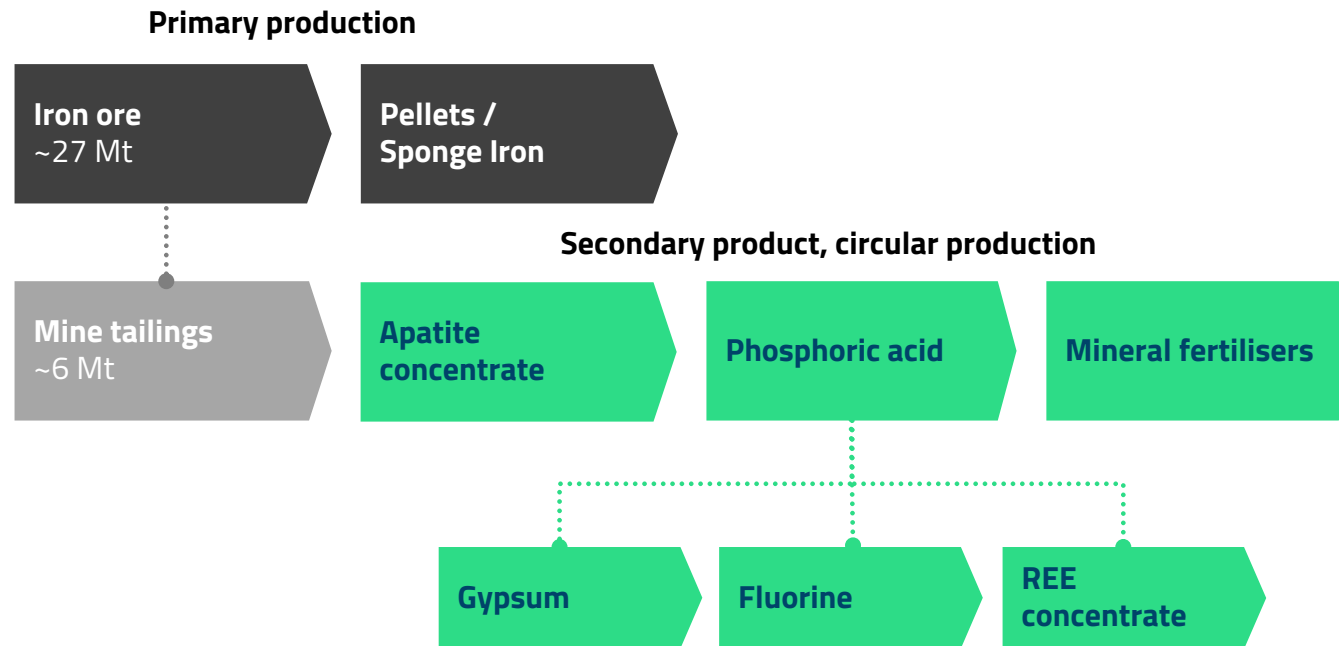 Primary production
Iron ore
~27 Mt
Pellets /
Sponge Iron
Secondary product, circular production
Mine tailings
~6 Mt
Apatite
concentrate
Phosphoric acid
Mineral fertilisers
Gypsum
Fluorine
REE
concentrate